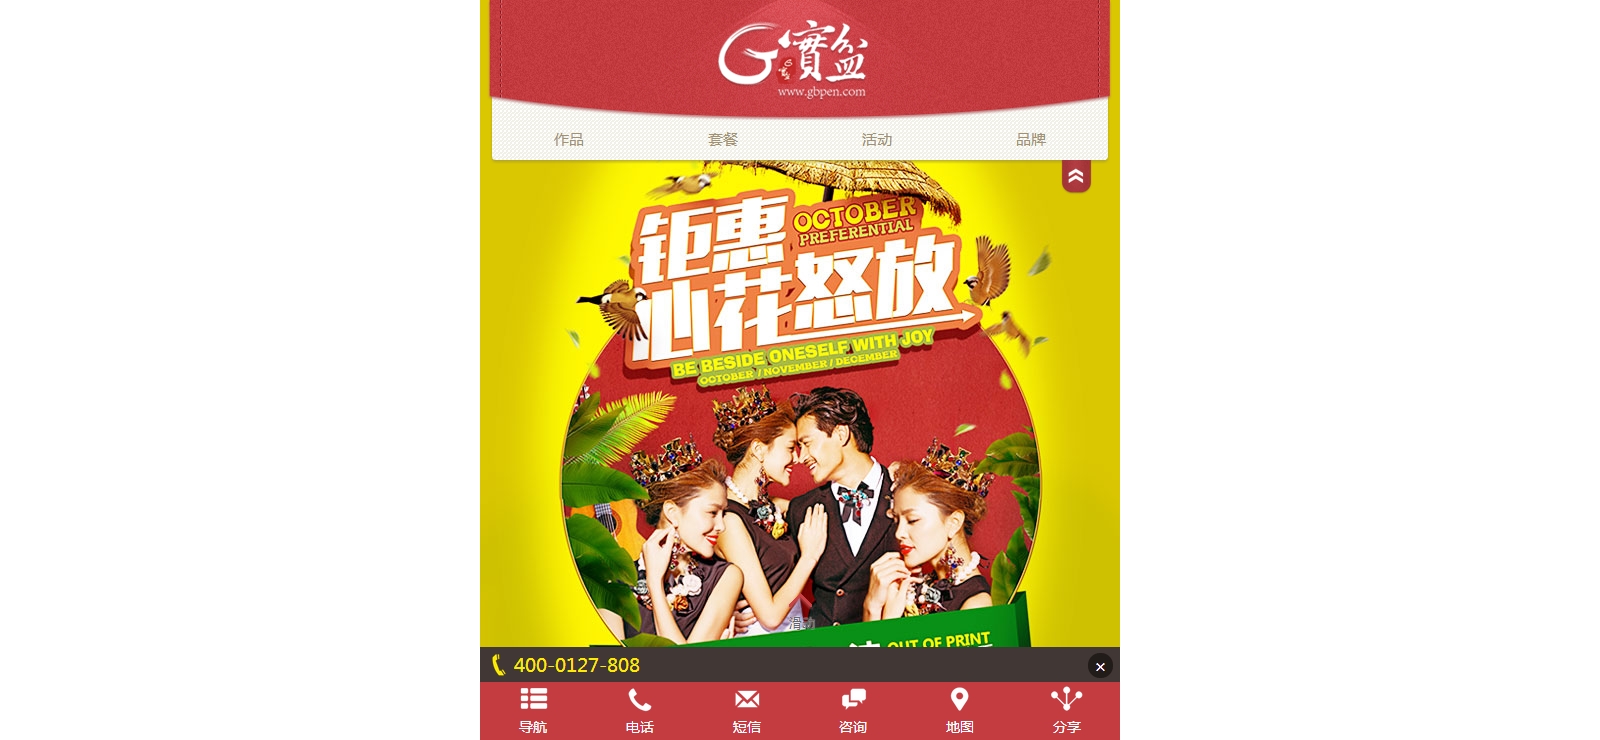 G寶盆
www.gbpen.com
作品 套餐 活动 品牌
钜惠
OCTOBER
PREFERENTIAL
心花怒放
BE BESIDE ONESELF WITH JOY
OCTOBER / NOVEMBER / DECEMBER
滑动
OUT OF PRINT
400-0127-808
导航 电话 短信 咨询 地图 分享